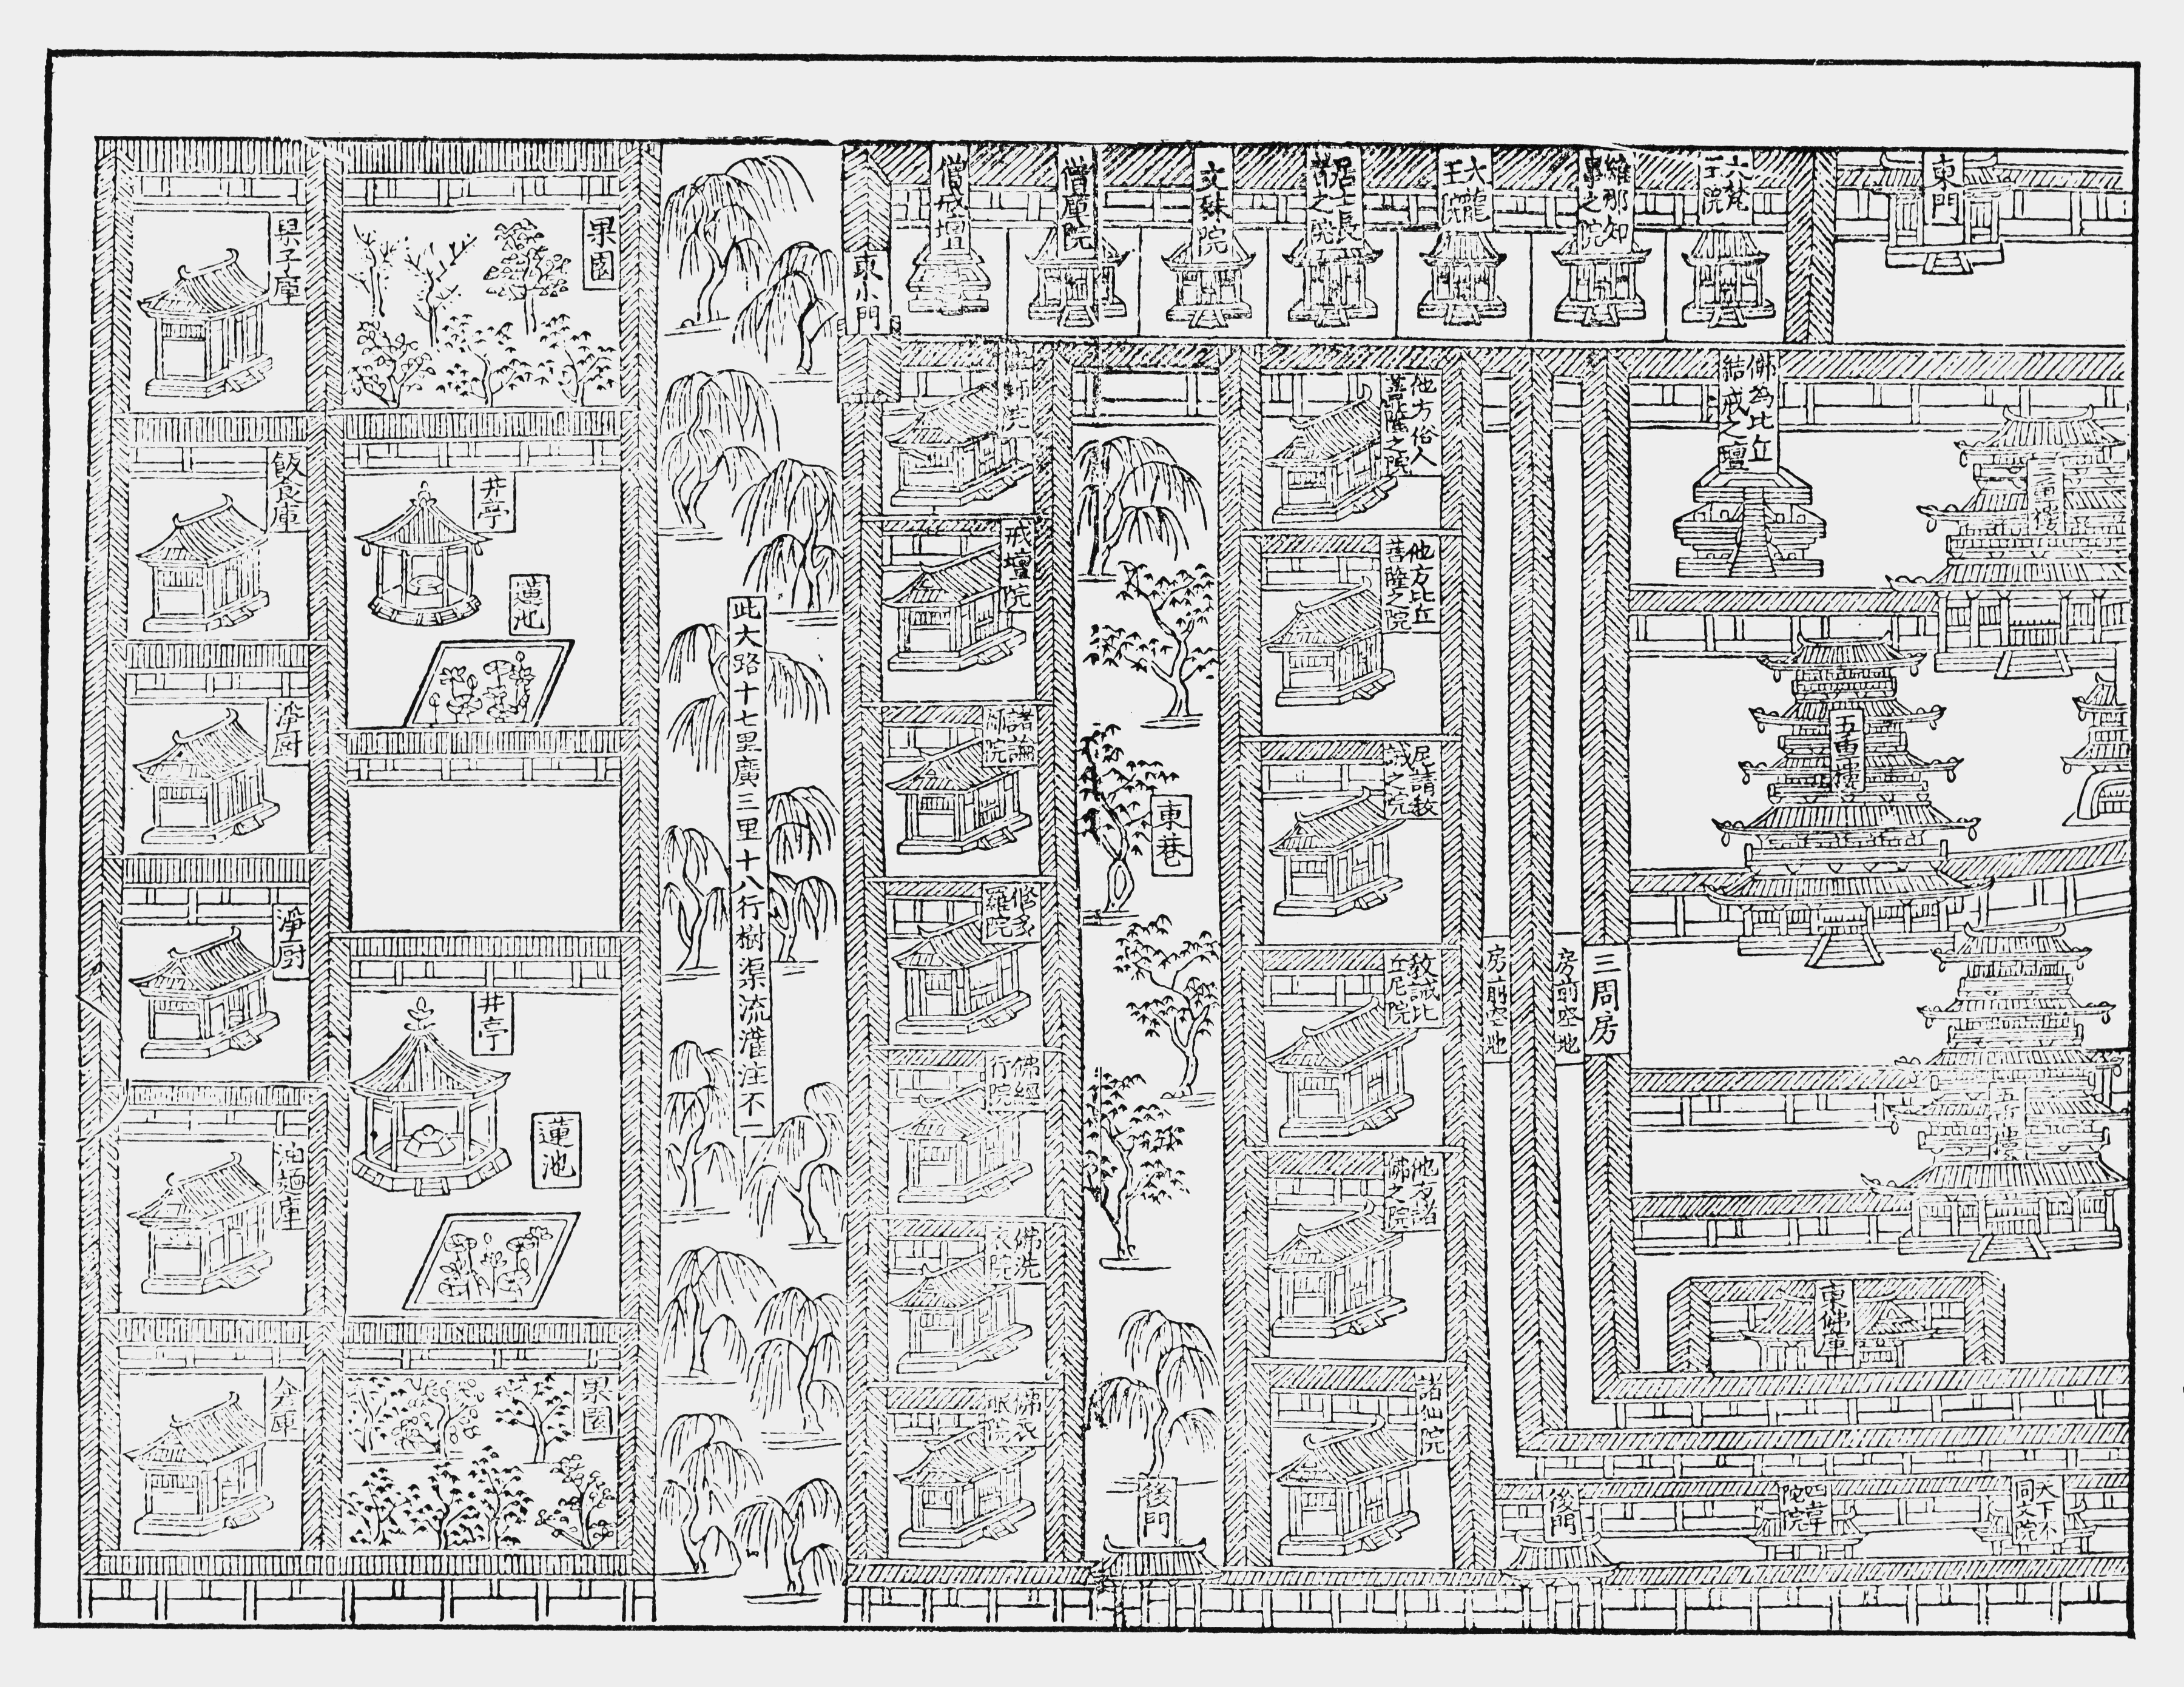 東門
大梵
王院
維那知
事之院
大龍
王院
居士長
者之院
文殊
院
僧庫院
僧戒壇
東小門
果園
果子庫
佛為比丘
結戒之壇
他方俗人
菩薩之院
戒壇院
他方比丘
菩薩之院
井亭
蓮池
飯食庫
三重樓
五重樓
諸論
師院
尼請教
誡之院
東巷
此大路十七里廣三里十八行樹渠流灌注不一
淨厨
修多
羅院
教誡比
丘尼院
三周房
房前空地
房前空地
淨厨
井亭
蓮池
五重樓
佛經
行院
他方諸
佛之院
油麵庫
佛洗
衣院
東佛庫
佛衣
服院
諸仙院
果園
後門
後門
四韋
陀院
天下不
同文院